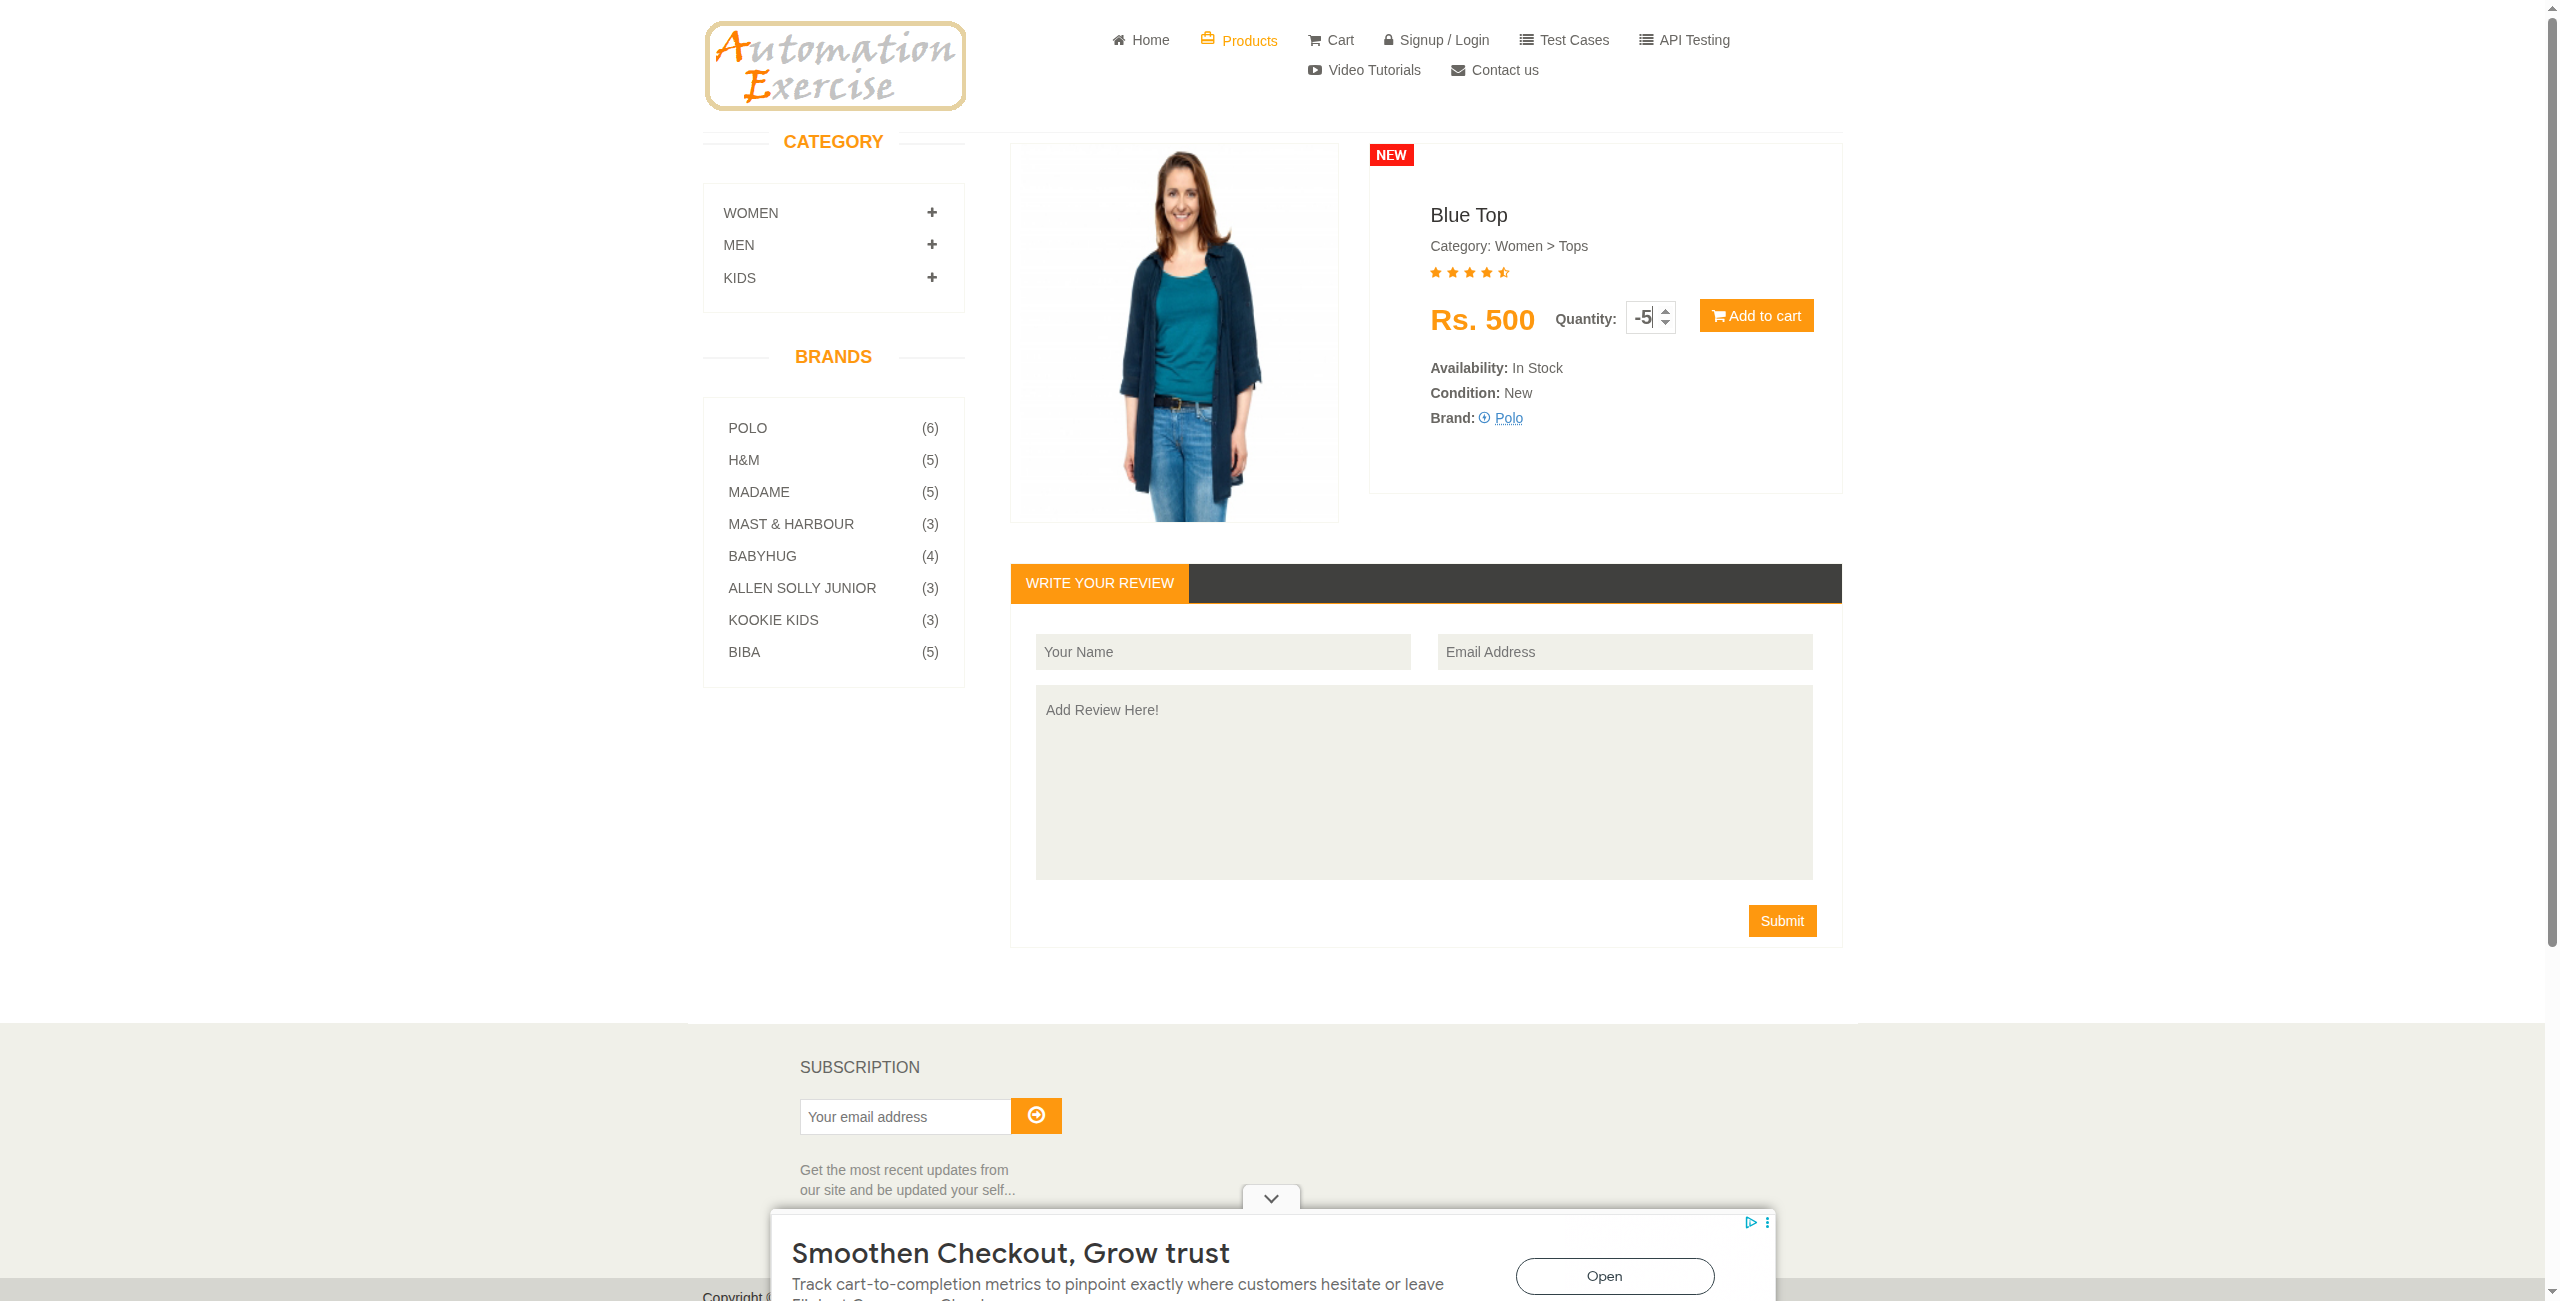 Automation
Exercise
Home
Products
Cart
Signup / Login
Test Cases
API Testing
Video Tutorials
Contact us
CATEGORY
WOMEN
MEN
KIDS
BRANDS
POLO (6)
H&M (5)
MADAME (5)
MAST & HARBOUR (3)
BABYHUG (4)
ALLEN SOLLY JUNIOR (3)
KOOKIE KIDS (3)
BIBA (5)
NEW
Blue Top
Category: Women > Tops
Rs. 500 Quantity: -5 Add to cart
Availability: In Stock
Condition: New
Brand: Polo
WRITE YOUR REVIEW
Your Name
Email Address
Add Review Here!
Submit
SUBSCRIPTION
Your email address
Get the most recent updates from
our site and be updated your self...
Smoothen Checkout, Grow trust
Track cart-to-completion metrics to pinpoint exactly where customers hesitate or leave
Open
Copyright